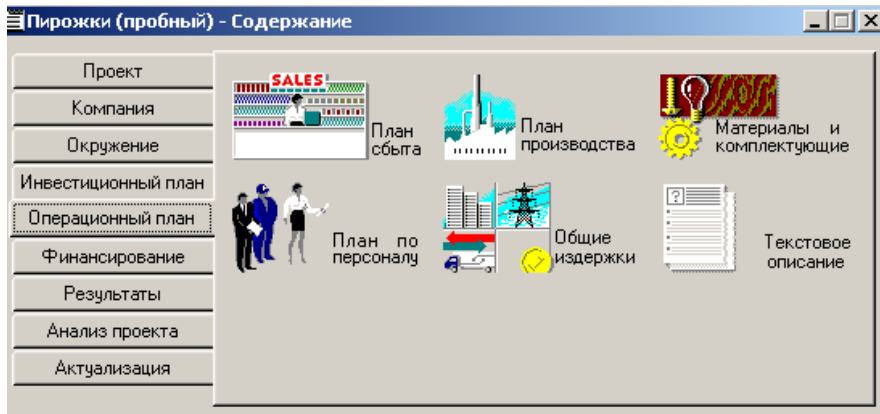 Пирожки (пробный) - Содержание
Проект
Компания
Окружение
Инвестиционный план
Операционный план
Финансирование
Результаты
Анализ проекта
Актуализация
SALES
План
сбыта
План
производства
Материалы и
комплектующие
План по
персоналу
Общие
издержки
?
Текстовое
описание